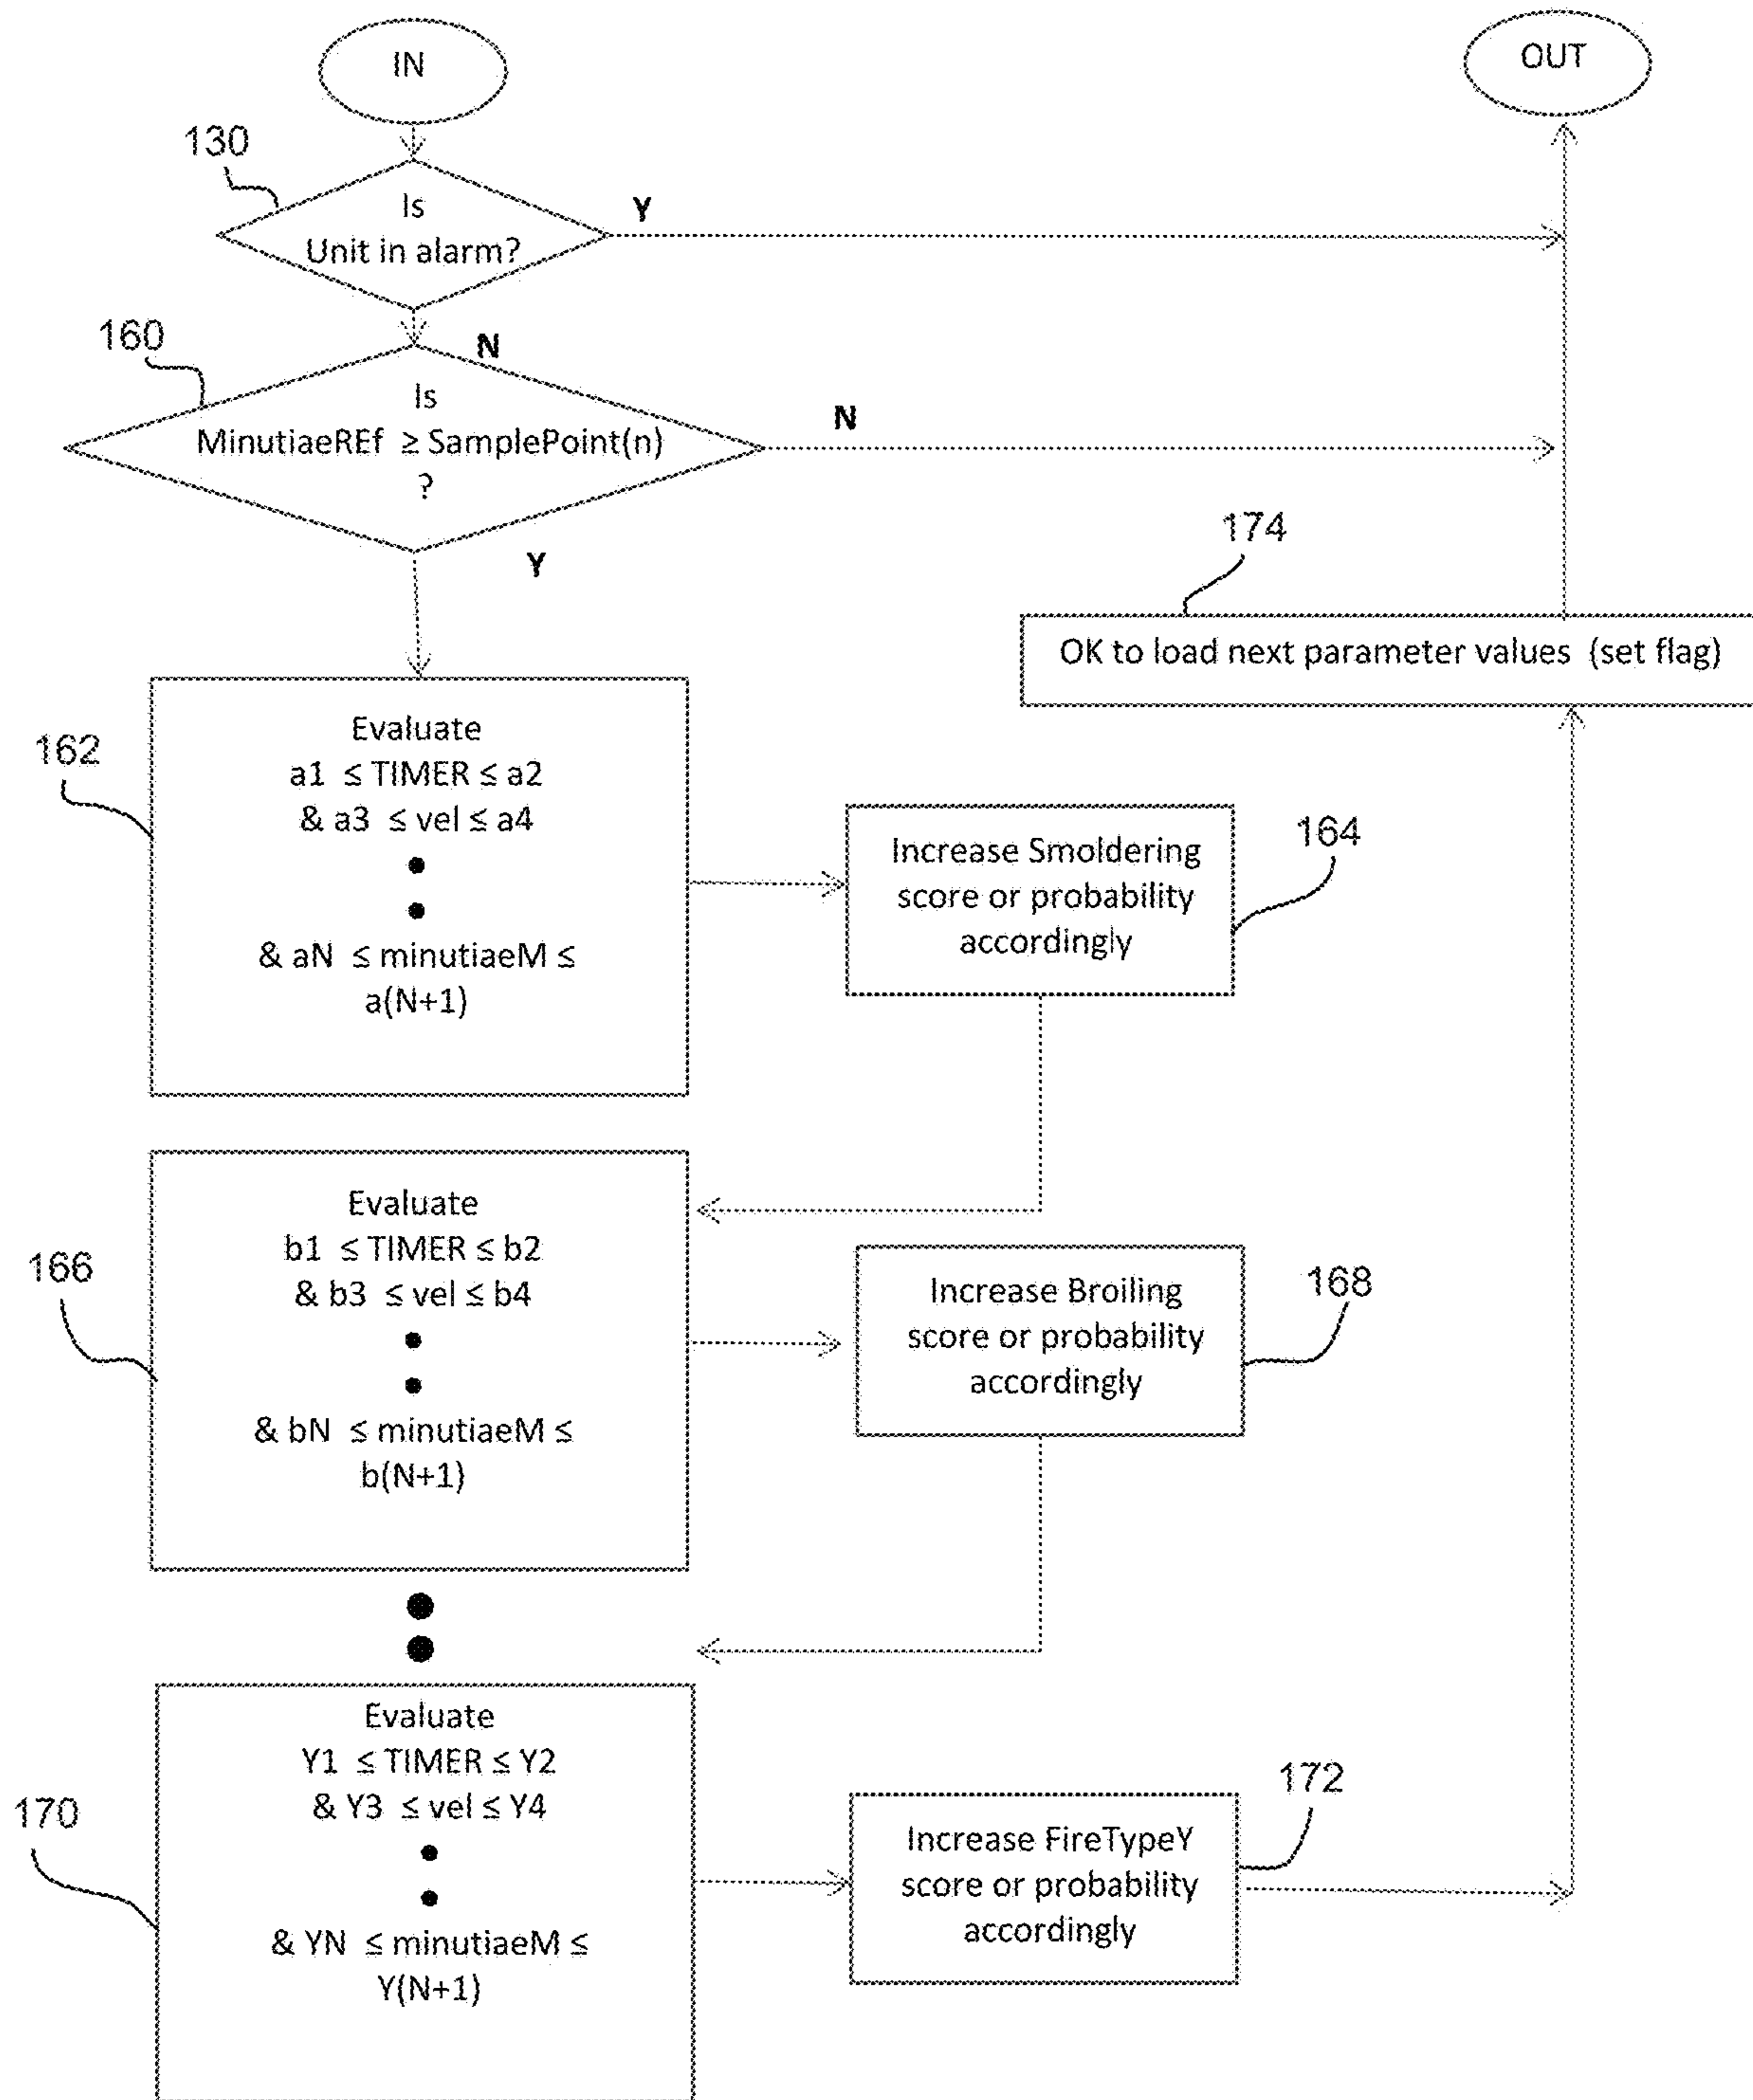 IN
OUT
130
Is
Unit in alarm?
Y
160
N
Is
MinutiaeREf ≥ SamplePoint(n)
?
N
Y
174
OK to load next parameter values (set flag)
162
Evaluate
a1 ≤ TIMER ≤ a2
& a3 ≤ vel ≤ a4
& aN ≤ minutiaeM ≤
a(N+1)
164
Increase Smoldering
score or probability
accordingly
166
Evaluate
b1 ≤ TIMER ≤ b2
& b3 ≤ vel ≤ b4
& bN ≤ minutiaeM ≤
b(N+1)
168
Increase Broiling
score or probability
accordingly
170
Evaluate
Y1 ≤ TIMER ≤ Y2
& Y3 ≤ vel ≤ Y4
& YN ≤ minutiaeM ≤
Y(N+1)
172
Increase FireTypeY
score or probability
accordingly